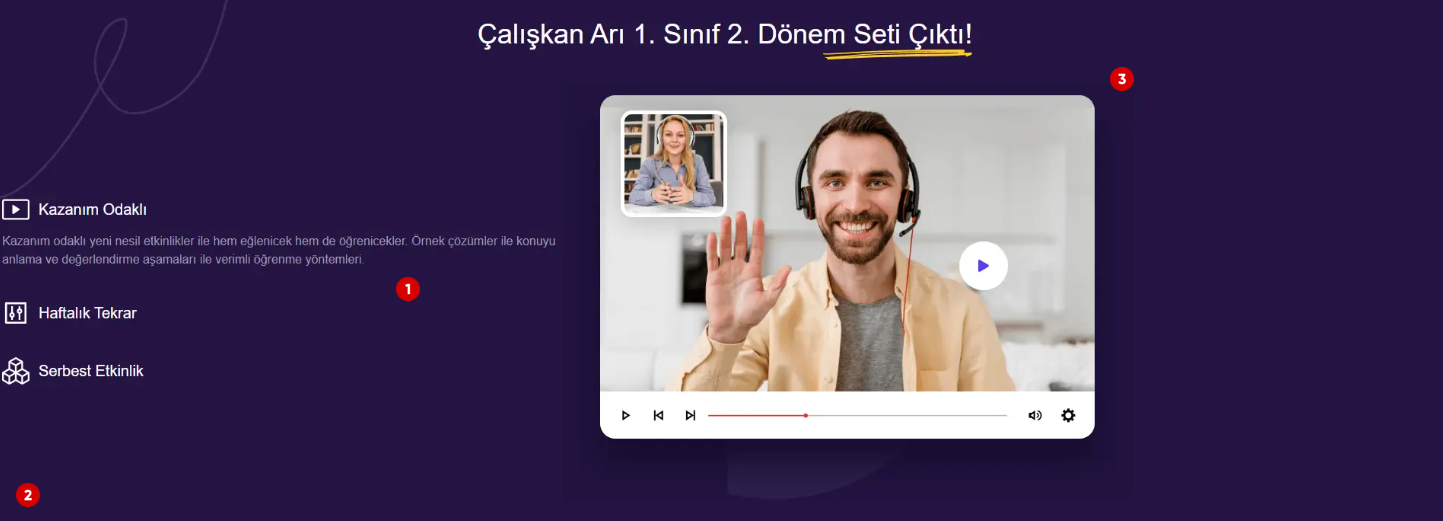 Çalışkan Arı 1. Sınıf 2. Dönem Seti Çıktı!
3
Kazanım Odaklı
Kazanım odaklı yeni nesil etkinlikler ile hem eğlenicek hem de öğrenicekler. Örnek çözümler ile konuyu
anlama ve değerlendirme aşamaları ile verimli öğrenme yöntemleri.
1
Haftalık Tekrar
Serbest Etkinlik
2